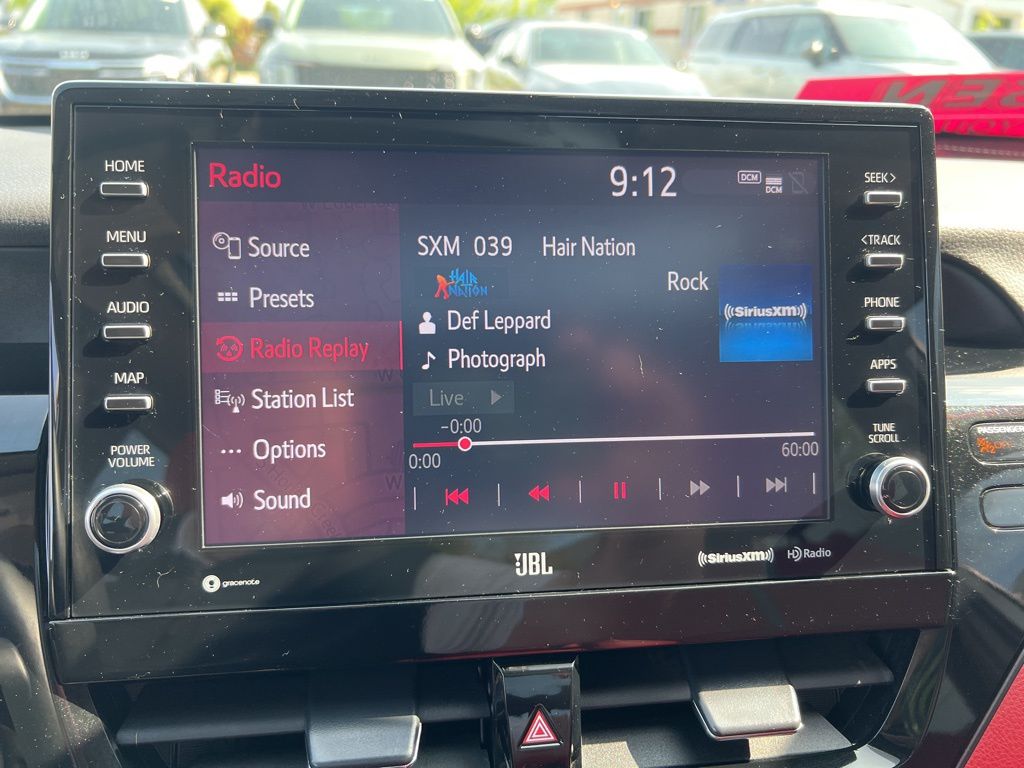 HOME
MENU
AUDIO
MAP
POWER
VOLUME
Radio
9:12
DCM
DCM
Source
Presets
Radio Replay
Station List
Options
Sound
SXM 039 Hair Nation
HAIR
NATION
Rock
((SiriusXM))
Def Leppard
Photograph
Live
-0:00
0:00
60:00
SEEK>
<TRACK
PHONE
APPS
TUNE
SCROLL
PASSENGER
gracenote
JBL
((SiriusXM))
HD Radio